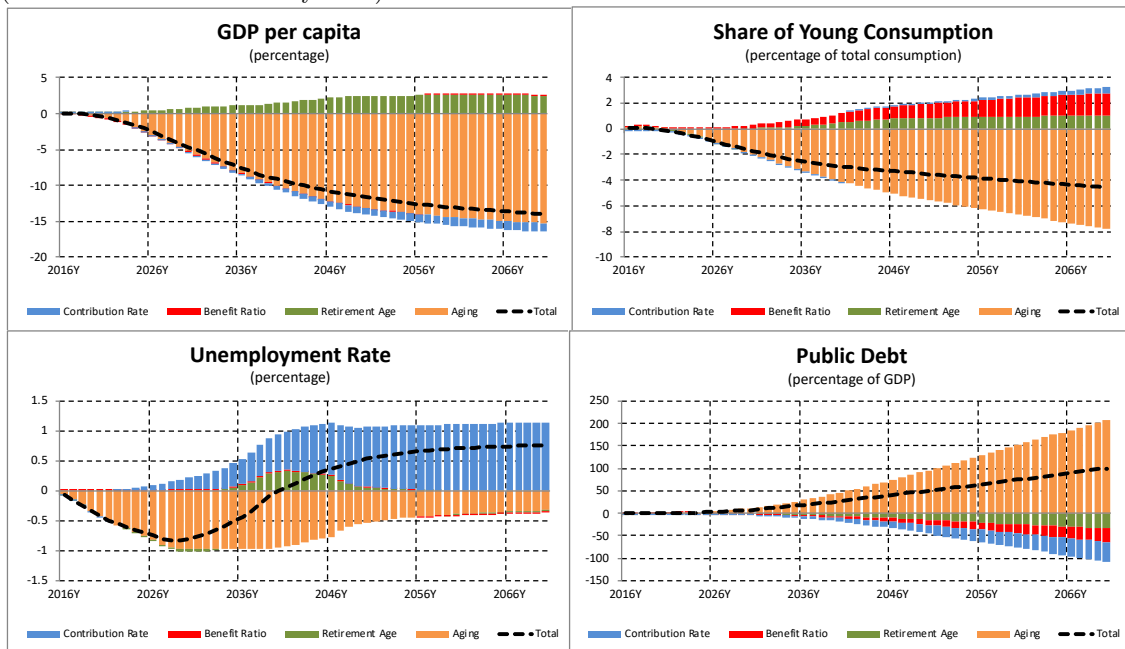 GDP per capita
(percentage)
5
0
-5
-10
-15
-20
2016Y 2026Y 2036Y 2046Y 2056Y 2066Y
Contribution Rate Benefit Ratio Retirement Age Aging Total
Share of Young Consumption
(percentage of total consumption)
4
2
0
-2
-4
-6
-8
-10
2016Y 2026Y 2036Y 2046Y 2056Y 2066Y
Contribution Rate Benefit Ratio Retirement Age Aging Total
Unemployment Rate
(percentage)
1.5
1
0.5
0
-0.5
-1
-1.5
2016Y 2026Y 2036Y 2046Y 2056Y 2066Y
Contribution Rate Benefit Ratio Retirement Age Aging Total
Public Debt
(percentage of GDP)
250
200
150
100
50
0
50
100
150
2016Y 2026Y 2036Y 2046Y 2056Y 2066Y
Contribution Rate Benefit Ratio Retirement Age Aging Total